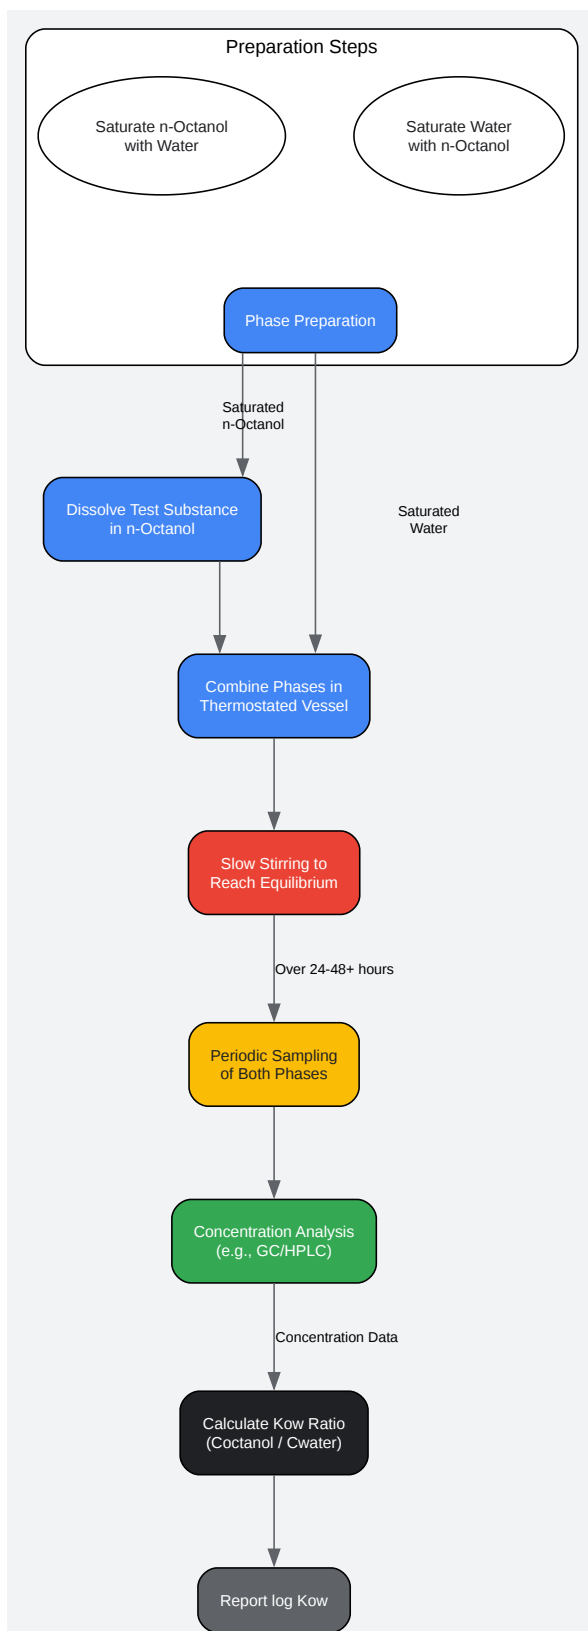 Preparation Steps
Saturate n-Octanol
with Water
Saturate Water
with n-Octanol
Phase Preparation
Saturated
n-Octanol
Dissolve Test Substance
in n-Octanol
Saturated
Water
Combine Phases in
Thermostated Vessel
Slow Stirring to
Reach Equilibrium
Over 24-48+ hours
Periodic Sampling
of Both Phases
Concentration Analysis
(e.g., GC/HPLC)
Concentration Data
Calculate Kow Ratio
(Coctanol / Cwater)
Report log Kow